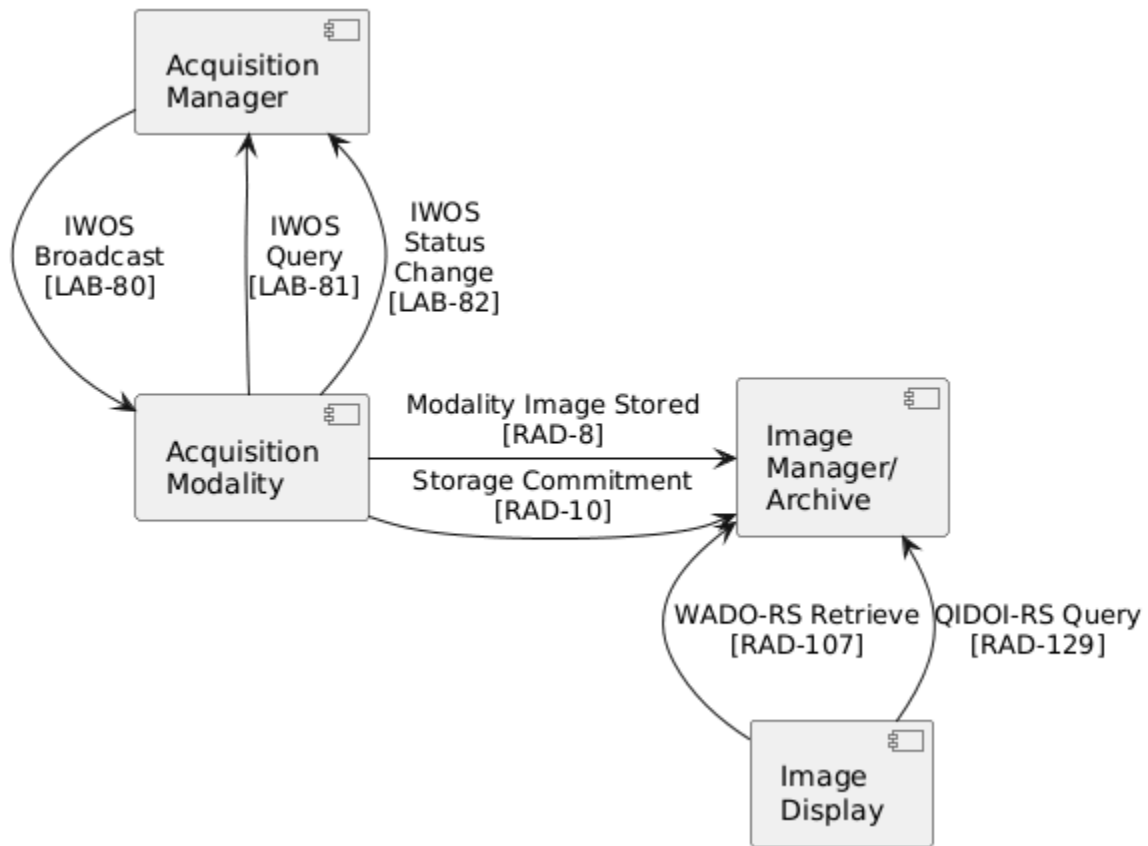 Acquisition
Manager
IWOS
Broadcast
[LAB-80]
IWOS
Query
[LAB-81]
IWOS
Status
Change
[LAB-82]
Acquisition
Modality
Modality Image Stored
[RAD-8]
Storage Commitment
[RAD-10]
Image
Manager/
Archive
WADO-RS Retrieve
[RAD-107]
QIDOI-RS Query
[RAD-129]
Image
Display